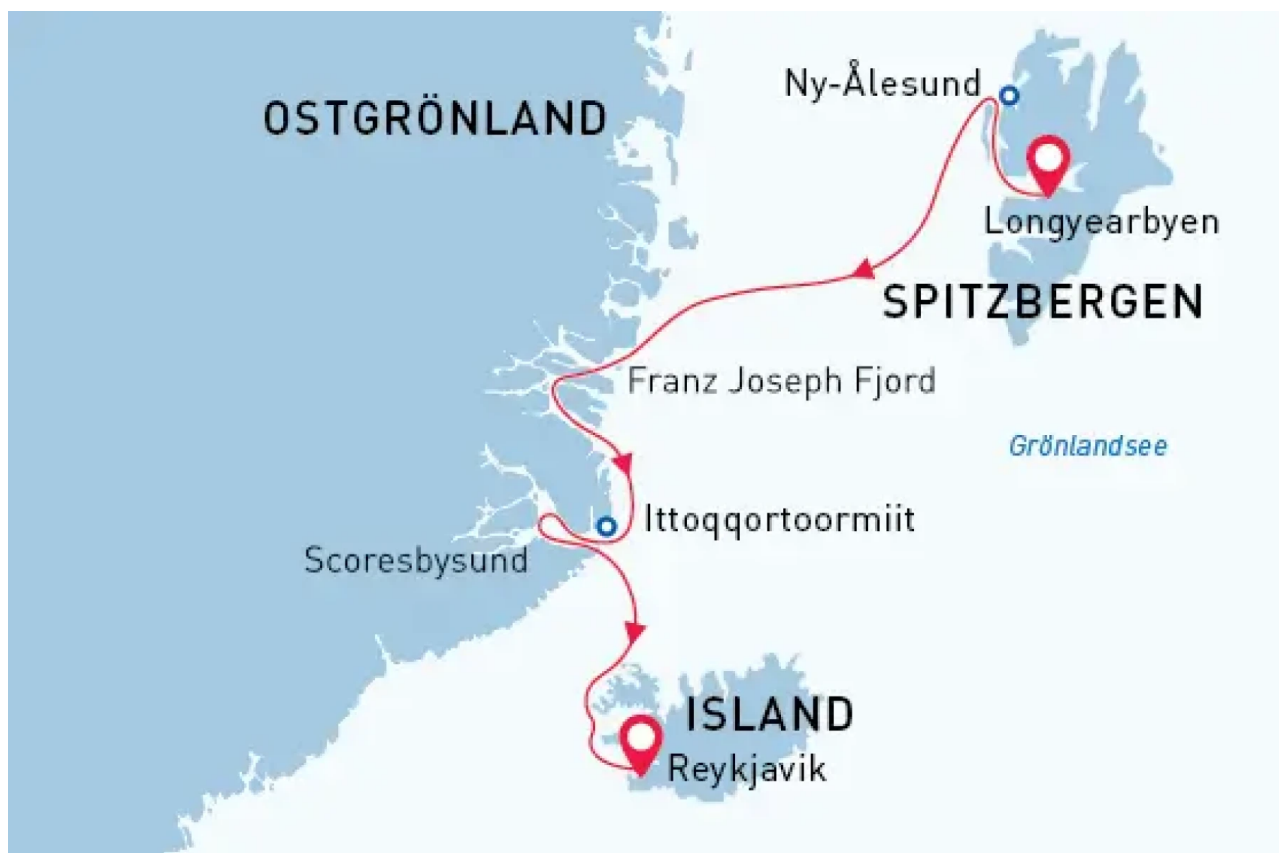 Ny-Ålesund
OSTGRÖNLAND
Longyearbyen
SPITZBERGEN
Franz Joseph Fjord
Grönlandsee
Ittoqqortoormiit
Scoresbysund
ISLAND
Reykjavik